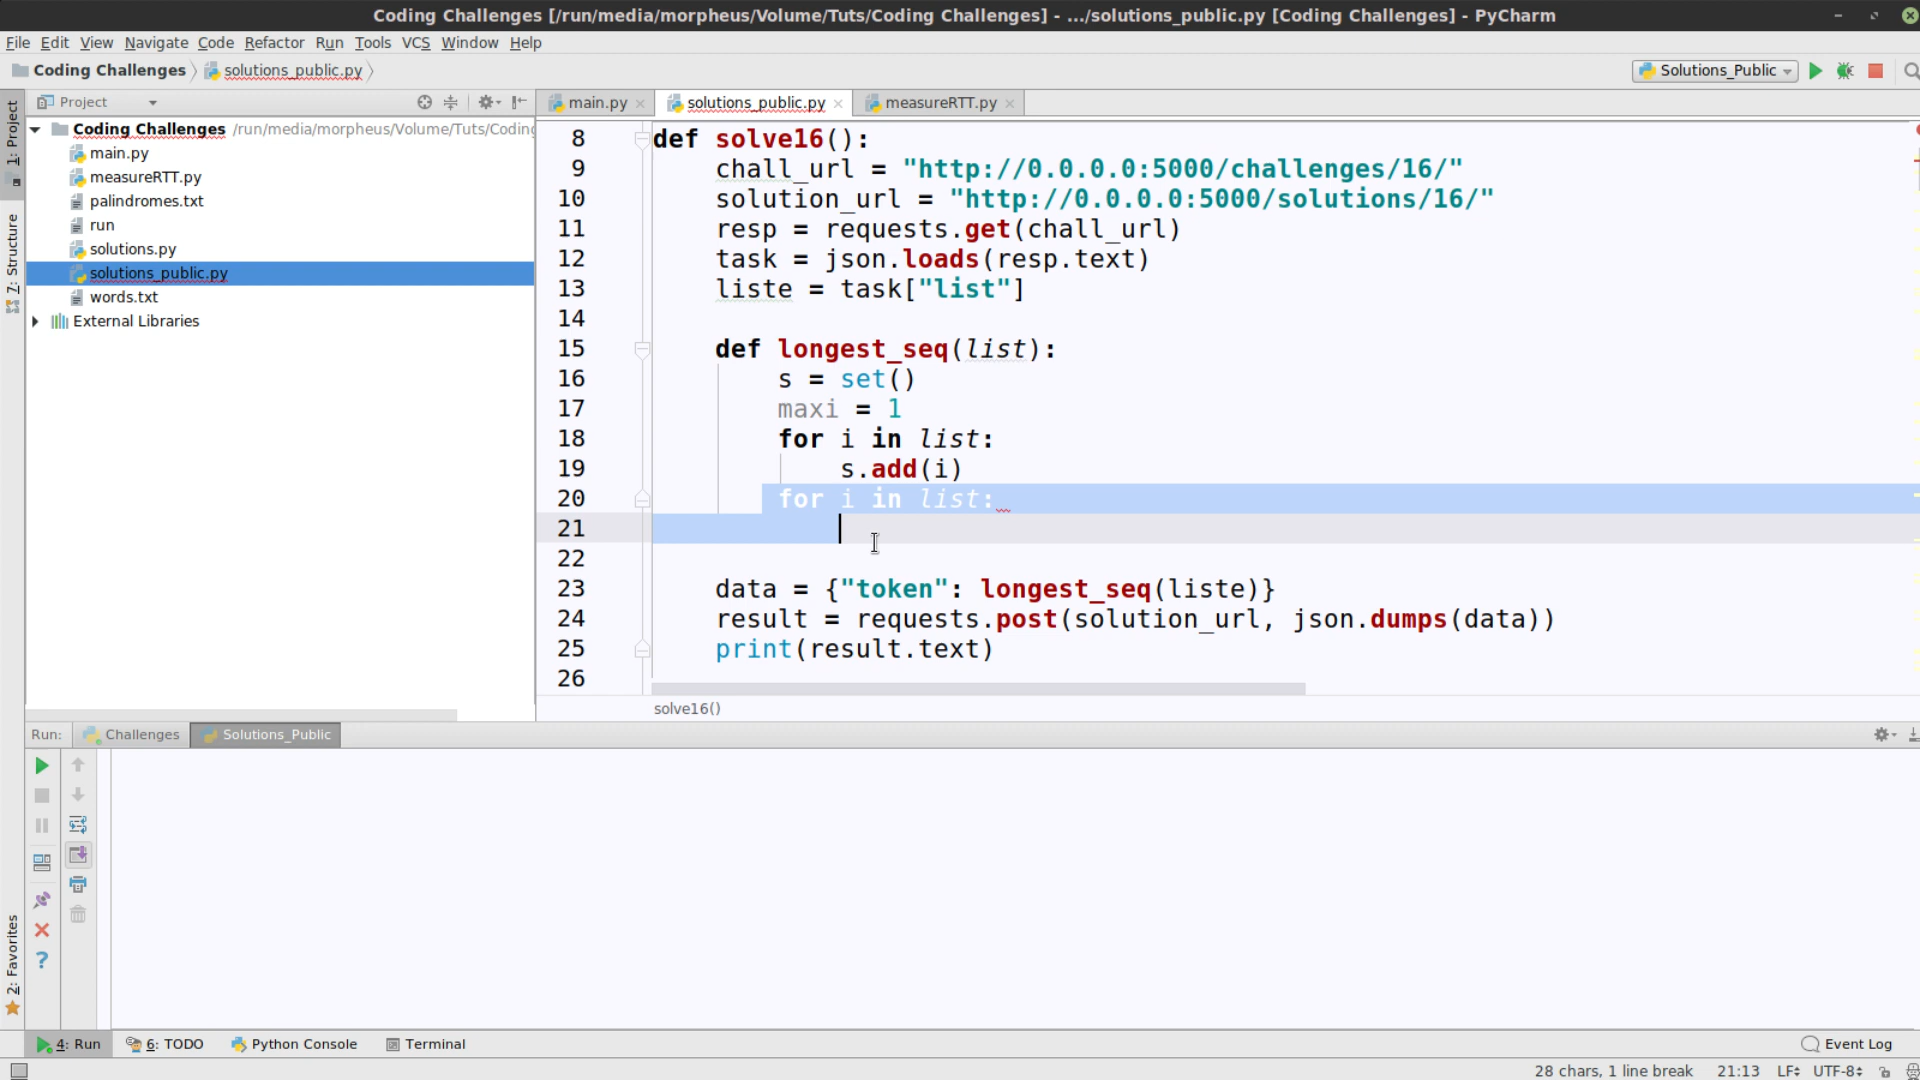 Coding Challenges [/run/media/morpheus/Volume/Tuts/Coding Challenges] - .../solutions_public.py [Coding Challenges] - PyCharm
File Edit View Navigate Code Refactor Run Tools VCS Window Help
Coding Challenges solutions_public.py Solutions_Public
Project main.py solutions_public.py measureRTT.py
1: Project
7: Structure
2: Favorites
Coding Challenges /run/media/morpheus/Volume/Tuts/Coding
main.py
measureRTT.py
palindromes.txt
run
solutions.py
solutions_public.py
words.txt
External Libraries
8 def solve16():
9 chall_url = "http://0.0.0.0:5000/challenges/16/"
10 solution_url = "http://0.0.0.0:5000/solutions/16/"
11 resp = requests.get(chall_url)
12 task = json.loads(resp.text)
13 liste = task["list"]
14
15 def longest_seq(list):
16 s = set()
17 maxi = 1
18 for i in list:
19 s.add(i)
20 for i in list:
21
22
23 data = {"token": longest_seq(liste)}
24 result = requests.post(solution_url, json.dumps(data))
25 print(result.text)
26
solve16()
Run: Challenges Solutions_Public
4: Run 6: TODO Python Console Terminal Event Log
28 chars, 1 line break 21:13 LF UTF-8